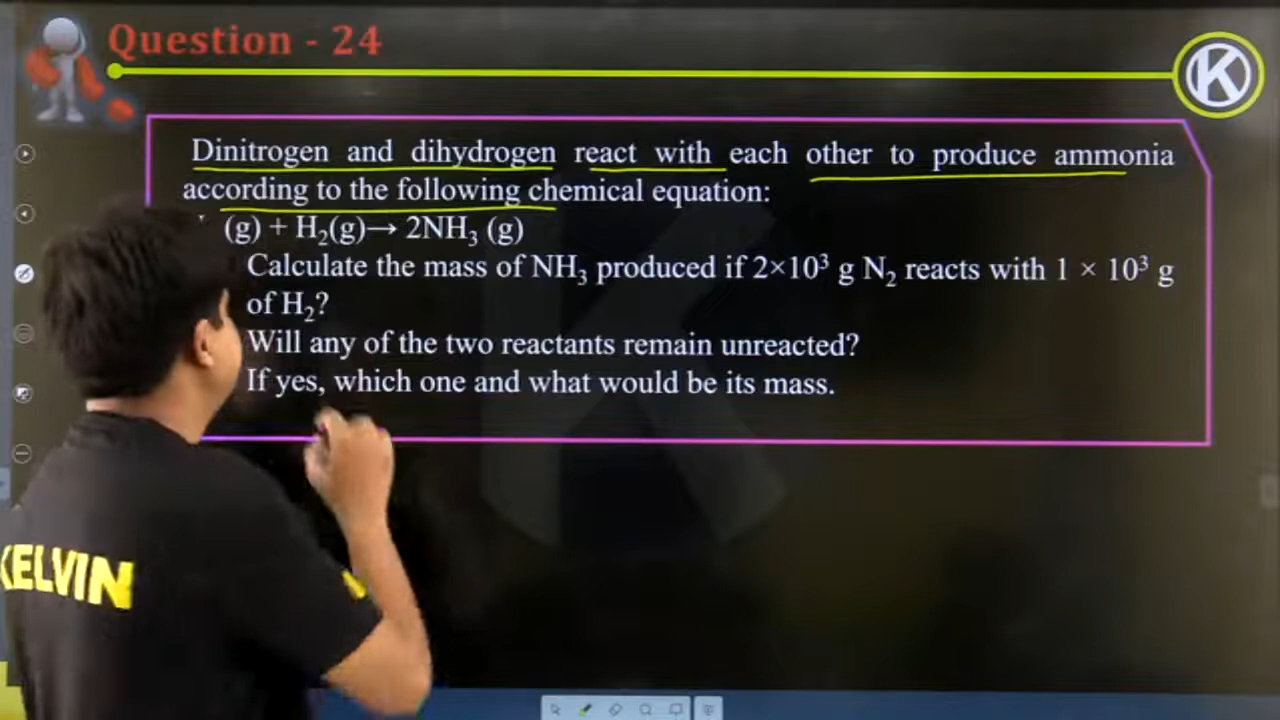 Question - 24
K
Dinitrogen and dihydrogen react with each other to produce ammonia
according to the following chemical equation:
(g) + H₂(g)→ 2NH₃ (g)
Calculate the mass of NH₃ produced if 2×10³ g N₂ reacts with 1 × 10³ g
of H₂?
Will any of the two reactants remain unreacted?
If yes, which one and what would be its mass.
KELVIN